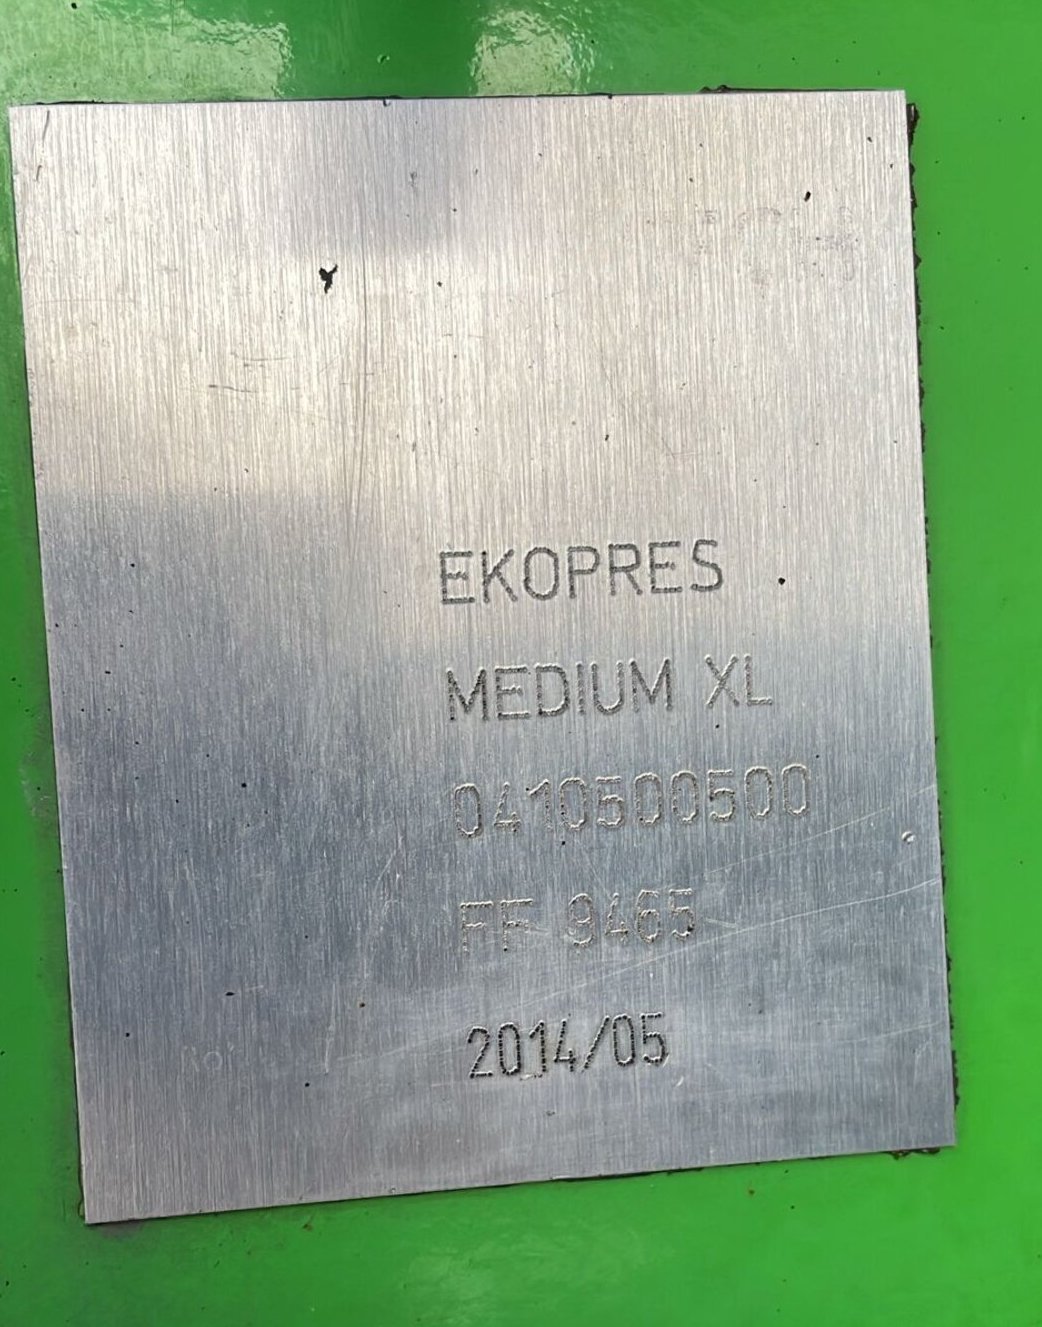 EKOPRES
MEDIUM XL
0410500500
FF 9465
2014/05